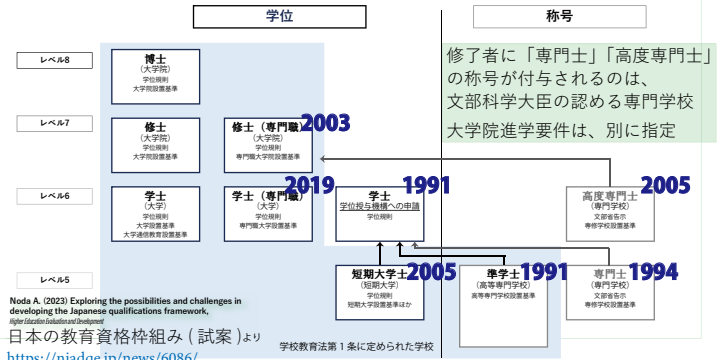 学位
称号
レベル8
博士
(大学院)
学位規則
大学院設置基準
修了者に「専門士」「高度専門士」
の称号が付与されるのは、
文部科学大臣の認める専門学校
大学院進学要件は、別に指定
レベル7
修士
(大学院)
学位規則
大学院設置基準
修士（専門職）
2003
(大学院)
学位規則
専門職大学院設置基準
レベル6
学士
(大学)
学位規則
大学設置基準
大学通信教育設置基準
学士（専門職）
2019
(大学)
学位規則
専門職大学設置基準
学士
1991
学位授与機構への申請
学位規則
高度専門士
2005
(専門学校)
文部省告示
専修学校設置基準
レベル5
短期大学士
2005
(短期大学)
学位規則
短期大学設置基準ほか
準学士
1991
(高等専門学校)
高等専門学校設置基準
専門士
1994
(専門学校)
文部省告示
専修学校設置基準
Noda A. (2023) Exploring the possibilities and challenges in
developing the Japanese qualifications framework,
Higher Education Evaluation and Development
日本の教育資格枠組み ( 試案 )より
https://niadqe.jp/news/6086/
学校教育法第１条に定められた学校